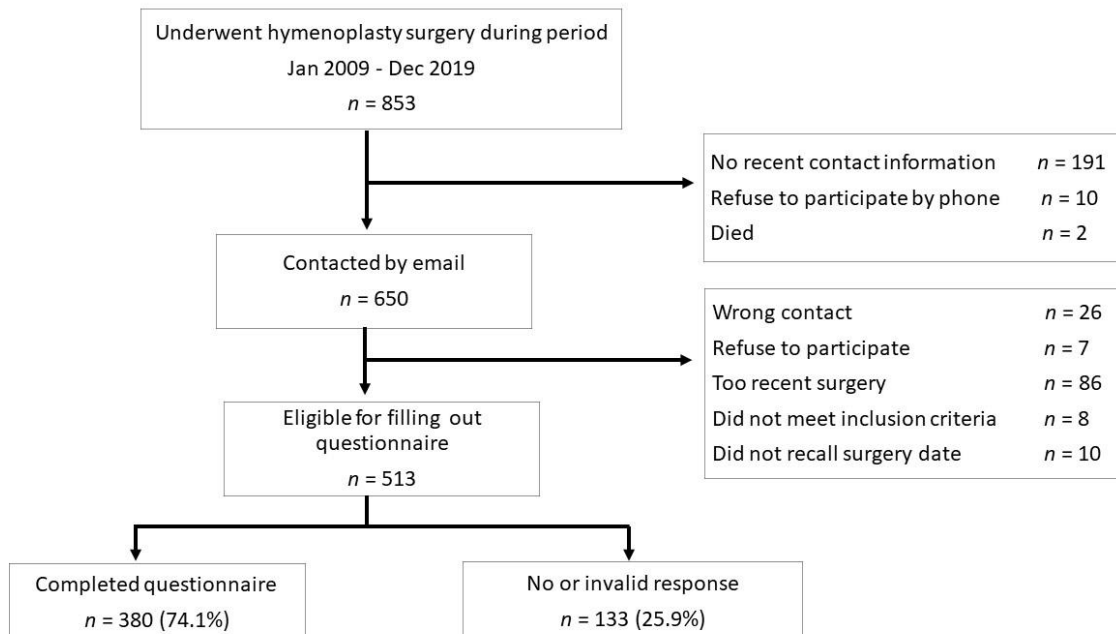 Underwent hymenoplasty surgery during period
Jan 2009 - Dec 2019
n = 853
No recent contact information n = 191
Refuse to participate by phone n = 10
Died n = 2
Contacted by email
n = 650
Wrong contact n = 26
Refuse to participate n = 7
Too recent surgery n = 86
Did not meet inclusion criteria n = 8
Did not recall surgery date n = 10
Eligible for filling out
questionnaire
n = 513
Completed questionnaire
n = 380 (74.1%)
No or invalid response
n = 133 (25.9%)